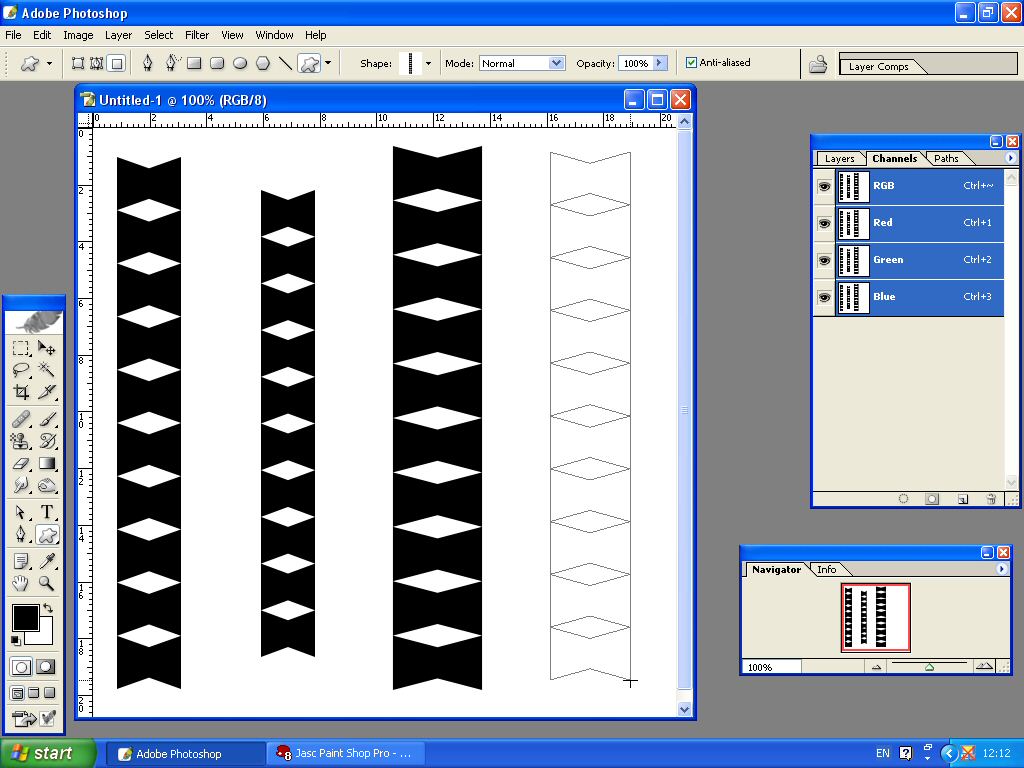 Adobe Photoshop
File Edit Image Layer Select Filter View Window Help
Shape: Mode: Normal Opacity: 100% Anti-aliased Layer Comps
Untitled-1 @ 100% (RGB/8)
0 2 4 6 8 10 12 14 16 18 20
0
2
4
6
8
10
12
14
16
18
20
Layers Channels Paths
RGB Ctrl+~
Red Ctrl+1
Green Ctrl+2
Blue Ctrl+3
T
Navigator Info
100%
start Adobe Photoshop 8 Jasc Paint Shop Pro - ... EN ? 12:12